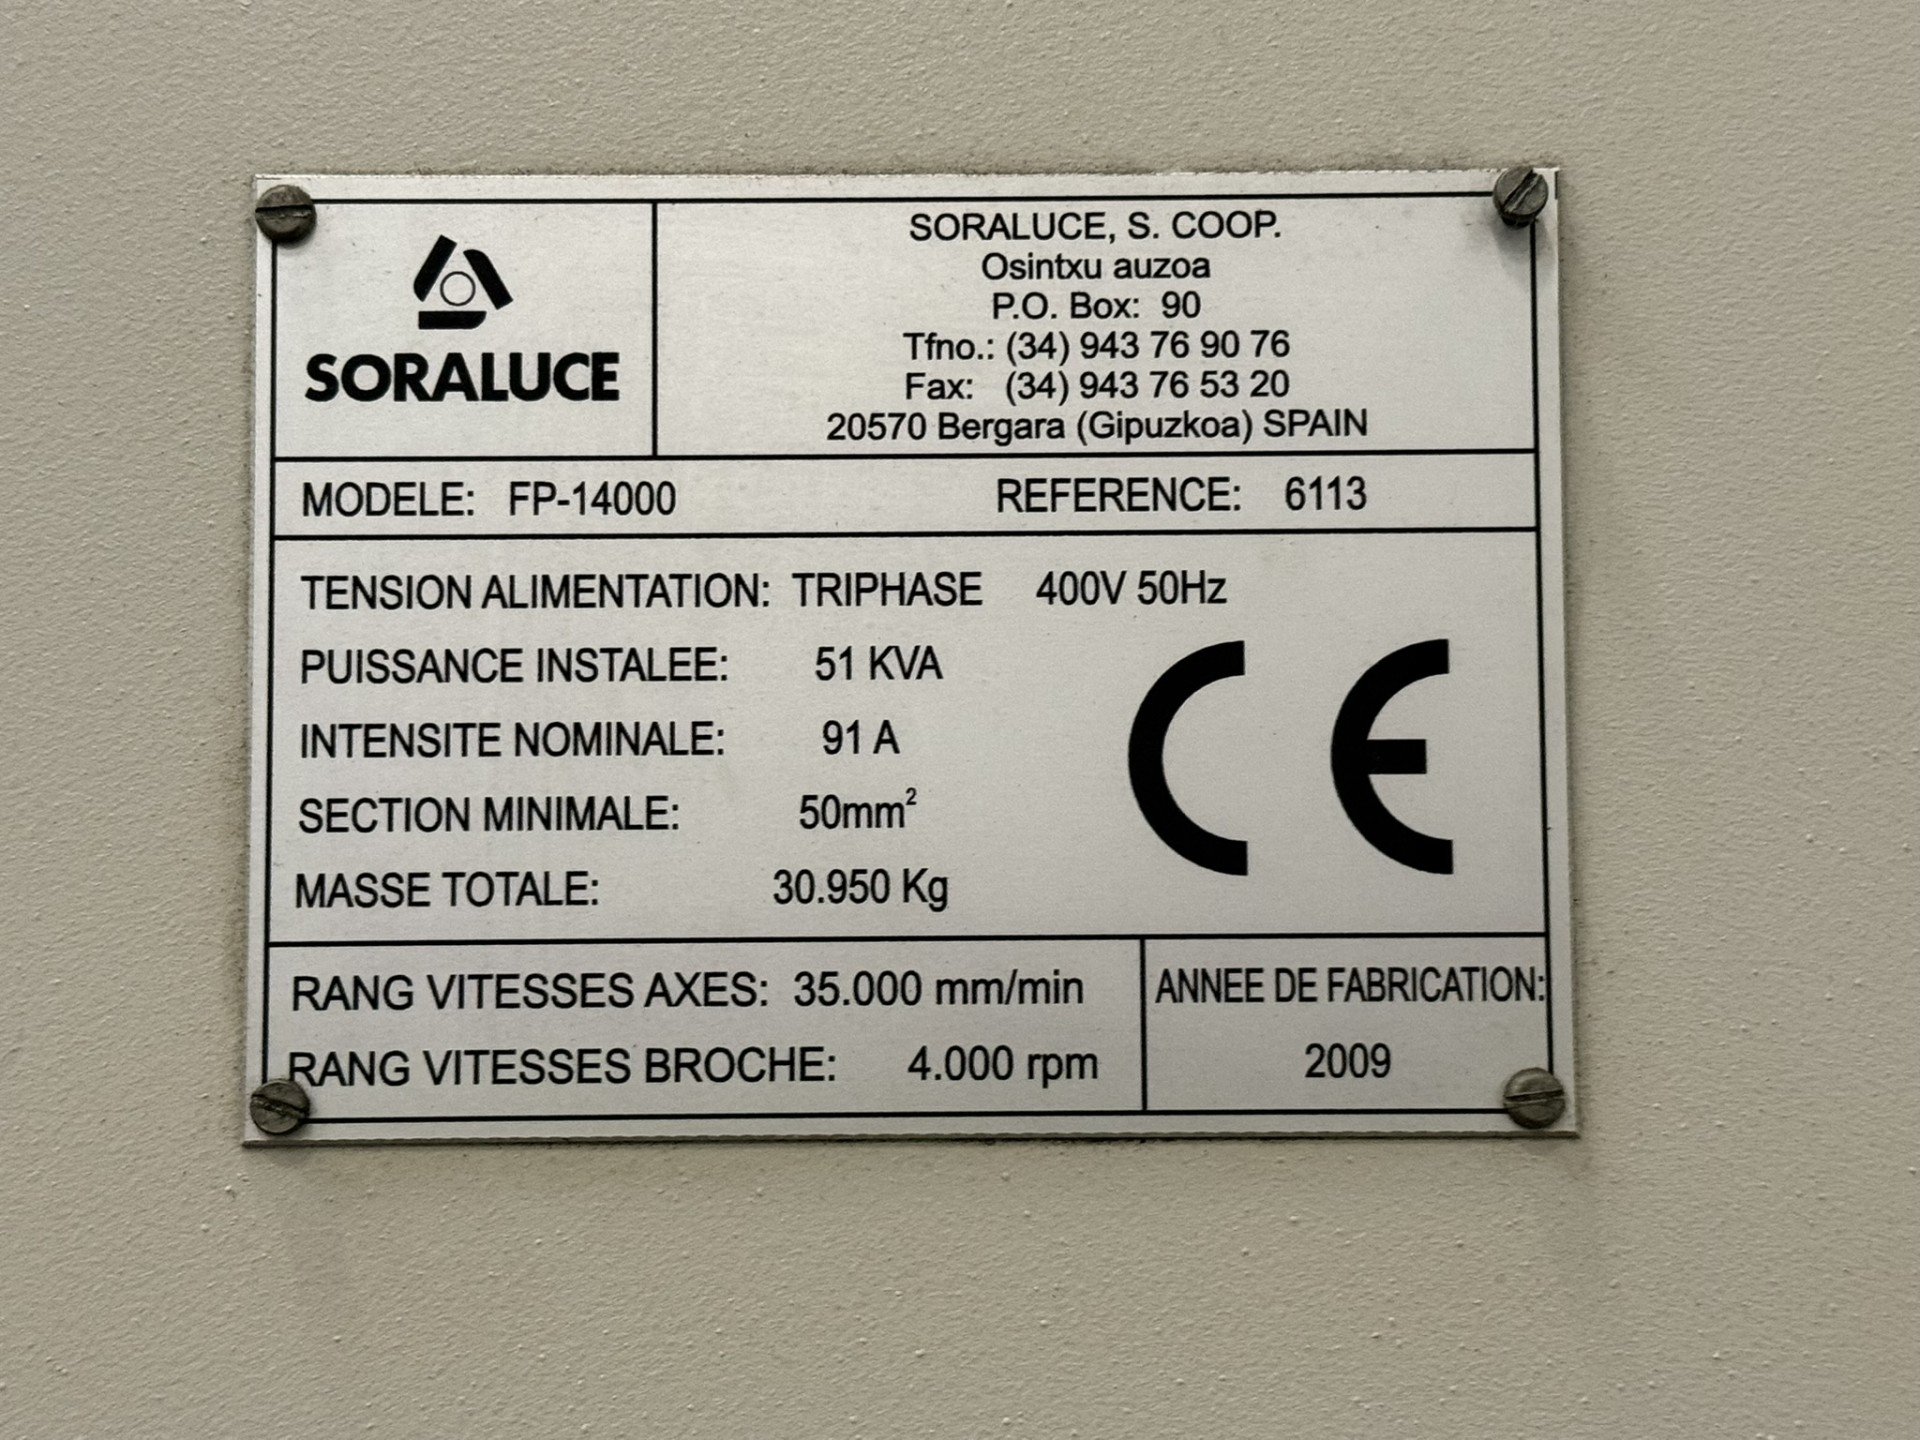 SORALUCE
SORALUCE, S. COOP.
Osintxu auzoa
P.O. Box: 90
Tfno.: (34) 943 76 90 76
Fax: (34) 943 76 53 20
20570 Bergara (Gipuzkoa) SPAIN
MODELE: FP-14000 REFERENCE: 6113
TENSION ALIMENTATION: TRIPHASE 400V 50Hz
PUISSANCE INSTALEE: 51 KVA
INTENSITE NOMINALE: 91 A
SECTION MINIMALE: 50mm²
MASSE TOTALE: 30.950 Kg
CE
RANG VITESSES AXES: 35.000 mm/min
RANG VITESSES BROCHE: 4.000 rpm
ANNEE DE FABRICATION:
2009